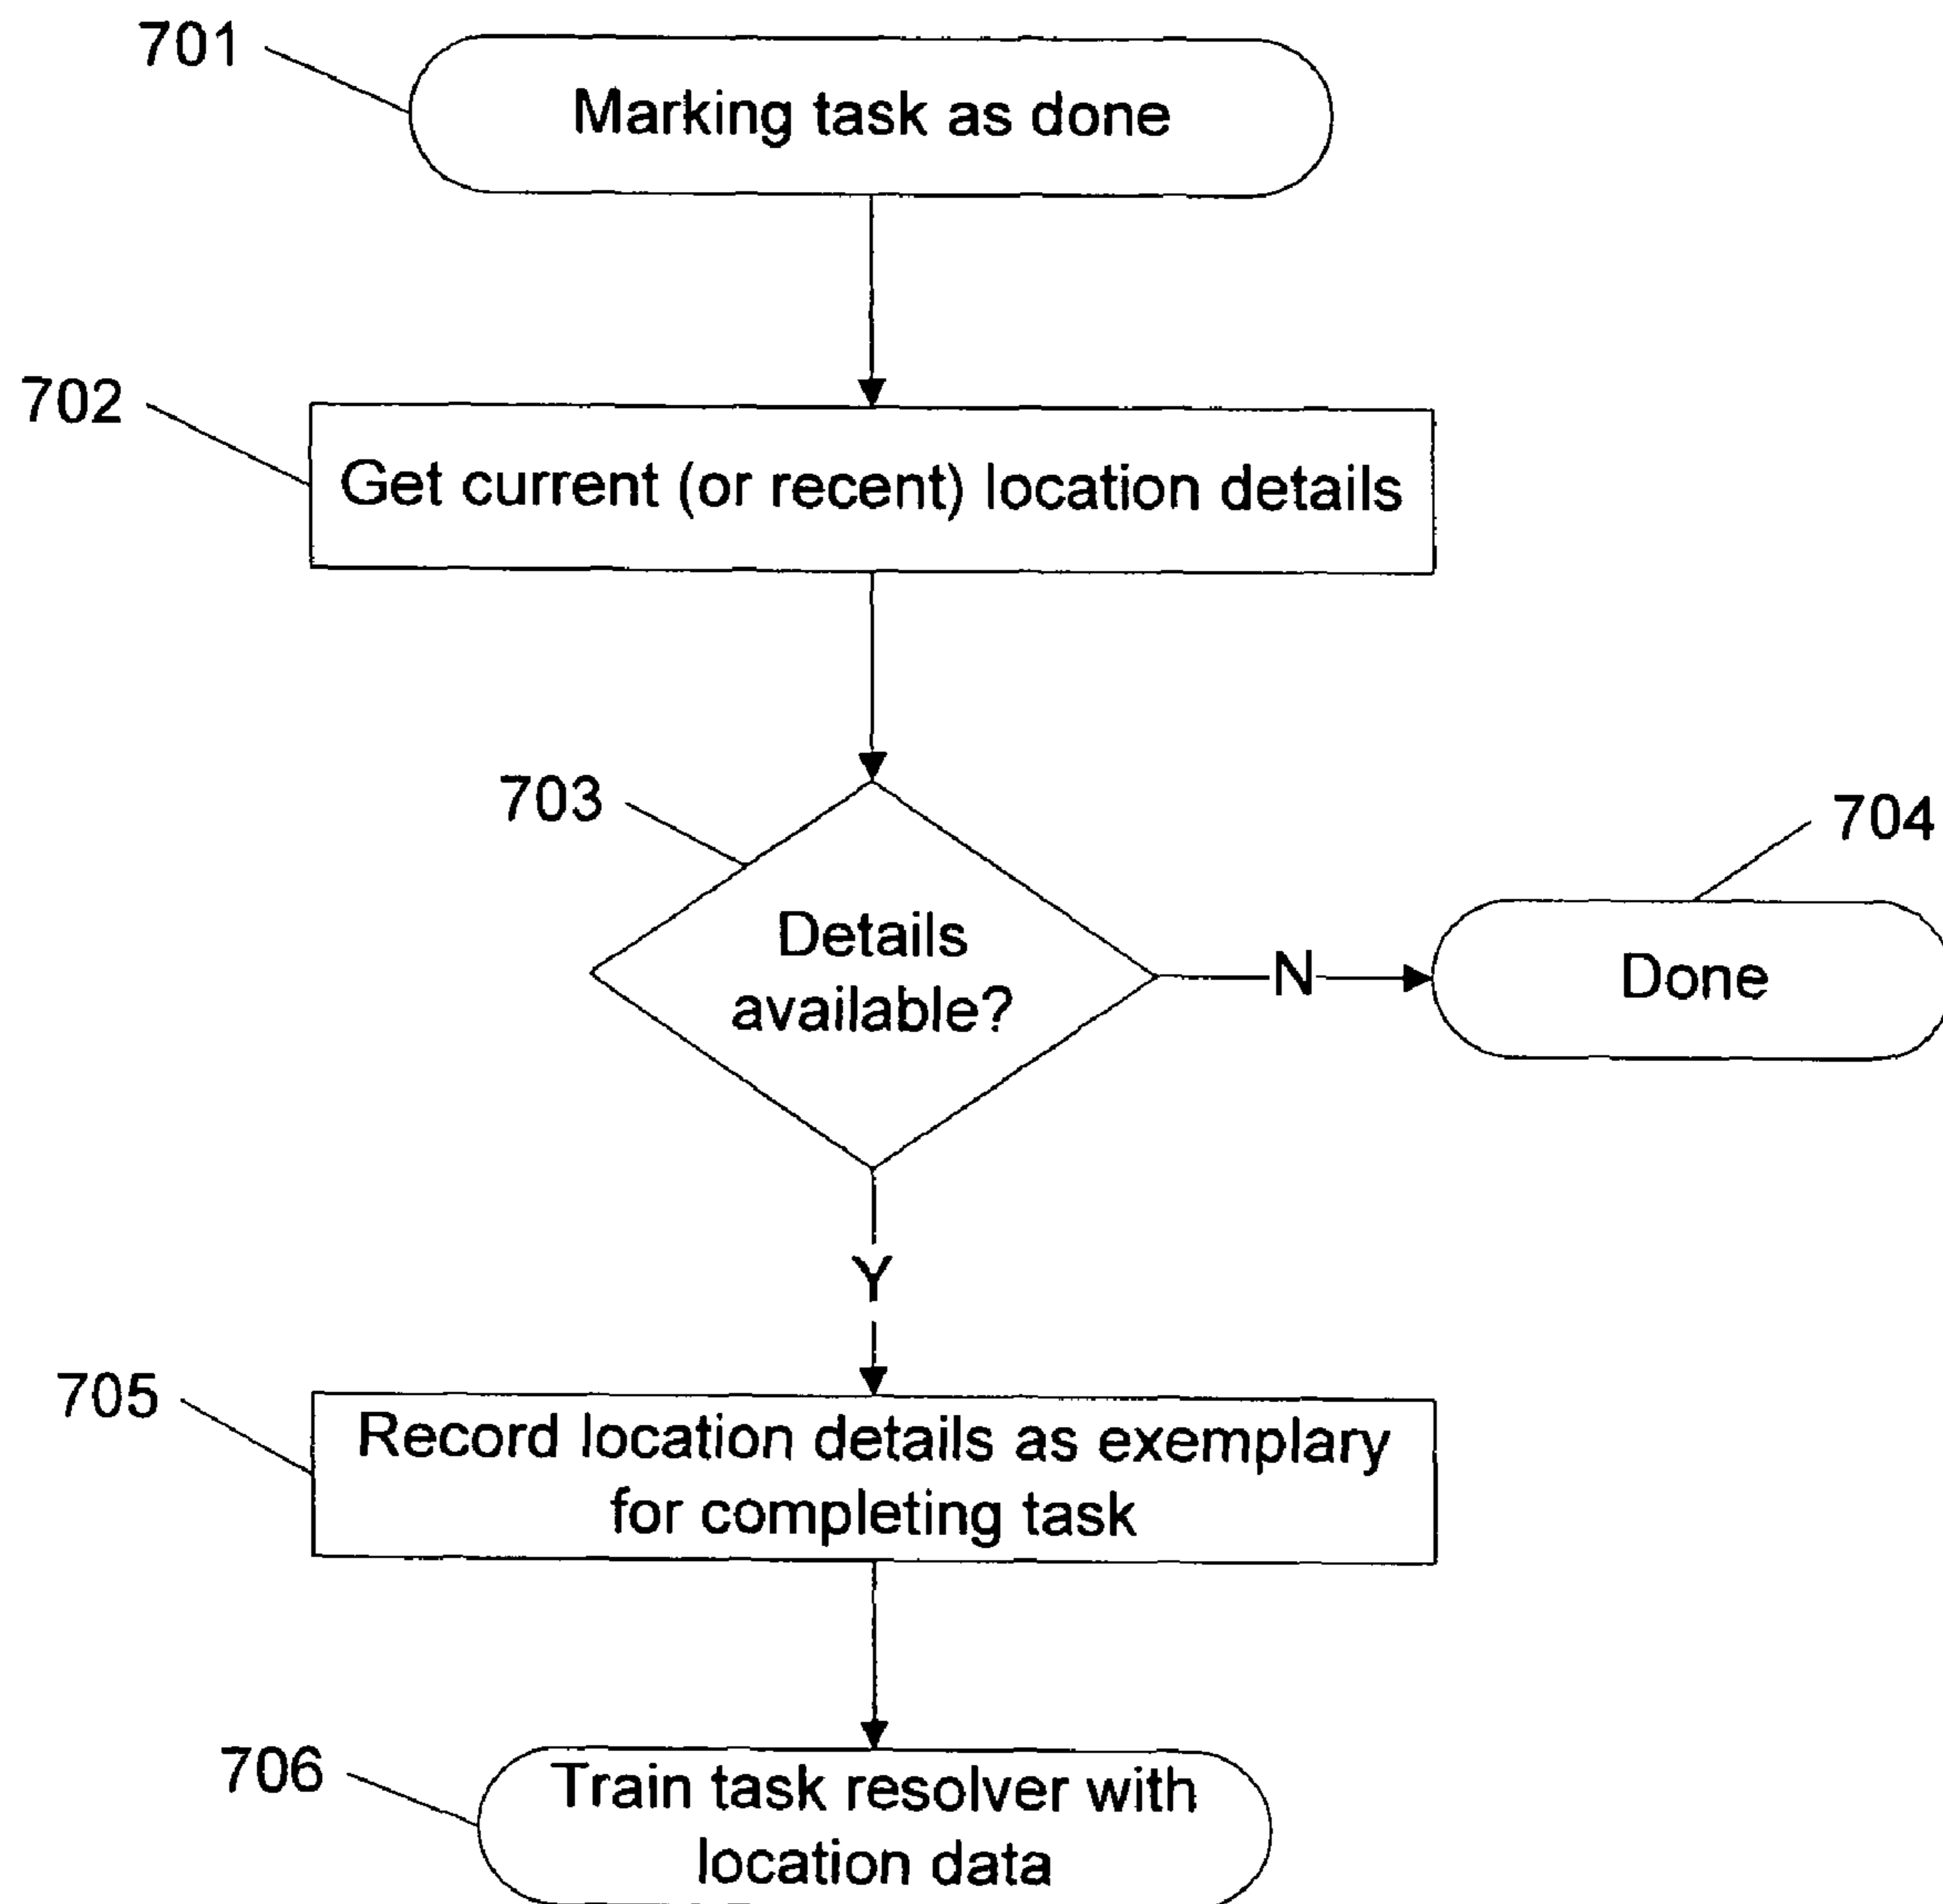 701
Marking task as done
702
Get current (or recent) location details
703
Details
available?
704
N
Done
Y
705
Record location details as exemplary
for completing task
706
Train task resolver with
location data